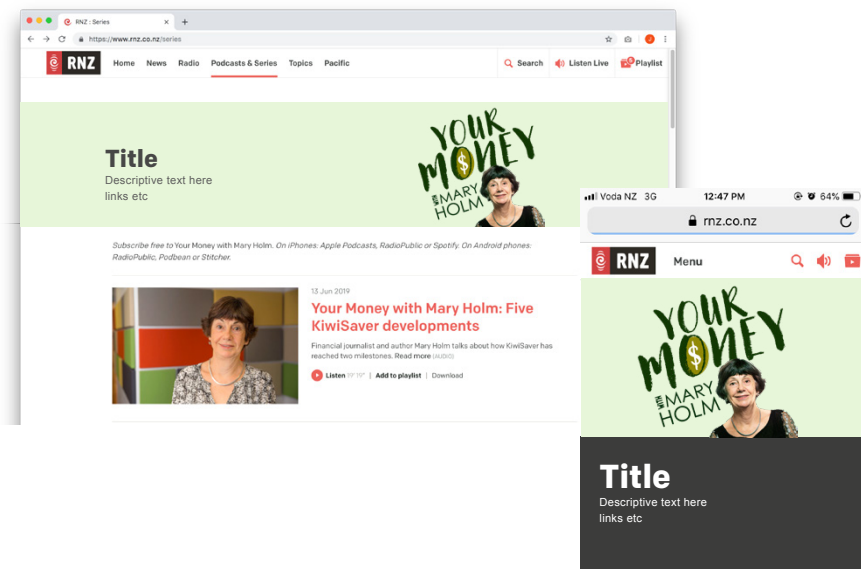 RNZ : Series
https://www.rnz.co.nz/series
RNZ Home News Radio Podcasts & Series Topics Pacific Search Listen Live Playlist
YOUR
MONEY
$
WITH
MARY
HOLM
Title
Descriptive text here
links etc
Subscribe free to Your Money with Mary Holm. On iPhones: Apple Podcasts, RadioPublic or Spotify. On Android phones:
RadioPublic, Podbean or Stitcher.
13 Jun 2019
Your Money with Mary Holm: Five
KiwiSaver developments
Financial journalist and author Mary Holm talks about how KiwiSaver has
reached two milestones. Read more (AUDIO)
Listen 19′ 19″ | Add to playlist | Download
Voda NZ 3G 12:47 PM 64%
rnz.co.nz
RNZ Menu
YOUR
MONEY
$
WITH
MARY
HOLM
Title
Descriptive text here
links etc